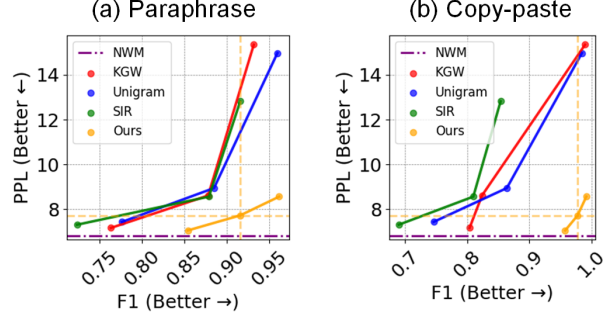 (a) Paraphrase
PPL (Better ←)
14
12
10
8
NWM
KGW
Unigram
SIR
Ours
0.75
0.80
0.85
0.90
0.95
F1 (Better →)
(b) Copy-paste
PPL (Better ←)
14
12
10
8
NWM
KGW
Unigram
SIR
Ours
0.7
0.8
0.9
1.0
F1 (Better →)